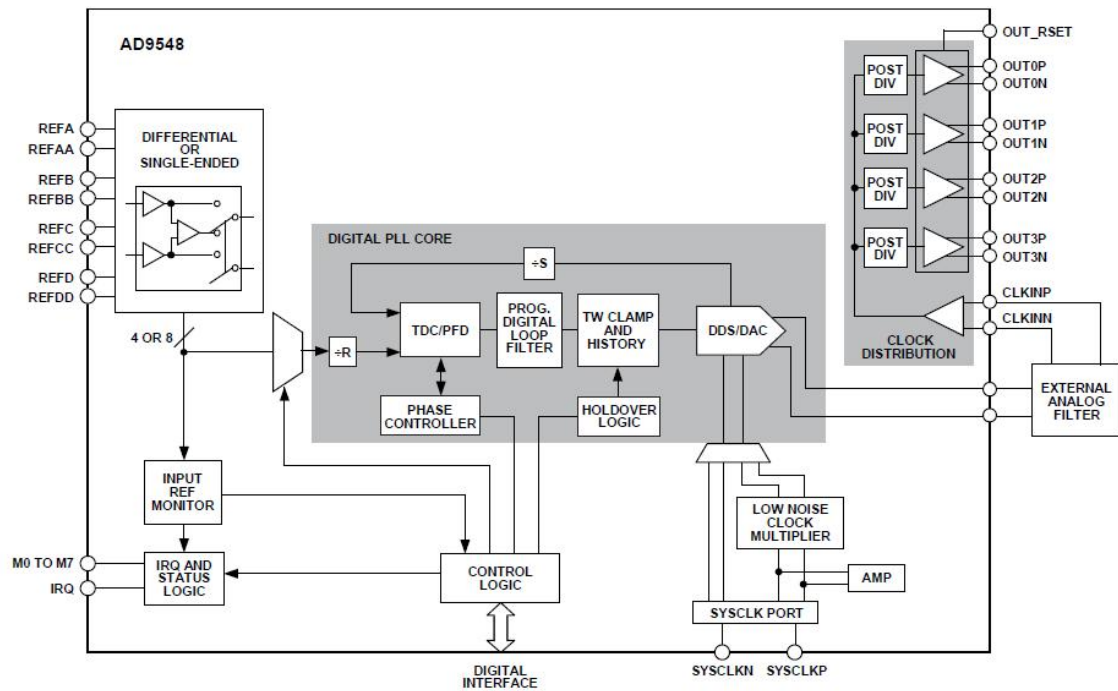 AD9548
OUT_RSET
OUT0P
OUT0N
OUT1P
OUT1N
OUT2P
OUT2N
OUT3P
OUT3N
CLKINP
CLKINN
POST
DIV
POST
DIV
POST
DIV
POST
DIV
CLOCK
DISTRIBUTION
EXTERNAL
ANALOG
FILTER
REFA
REFAA
REFB
REFBB
REFC
REFCC
REFD
REFDD
DIFFERENTIAL
OR
SINGLE-ENDED
4 OR 8
DIGITAL PLL CORE
÷S
÷R
TDC/PFD
PROG.
DIGITAL
LOOP
FILTER
TW CLAMP
AND
HISTORY
DDS/DAC
PHASE
CONTROLLER
HOLDOVER
LOGIC
INPUT
REF
MONITOR
LOW NOISE
CLOCK
MULTIPLIER
M0 TO M7
IRQ
IRQ AND
STATUS
LOGIC
CONTROL
LOGIC
AMP
SYSCLK PORT
DIGITAL
INTERFACE
SYSCLKN
SYSCLKP